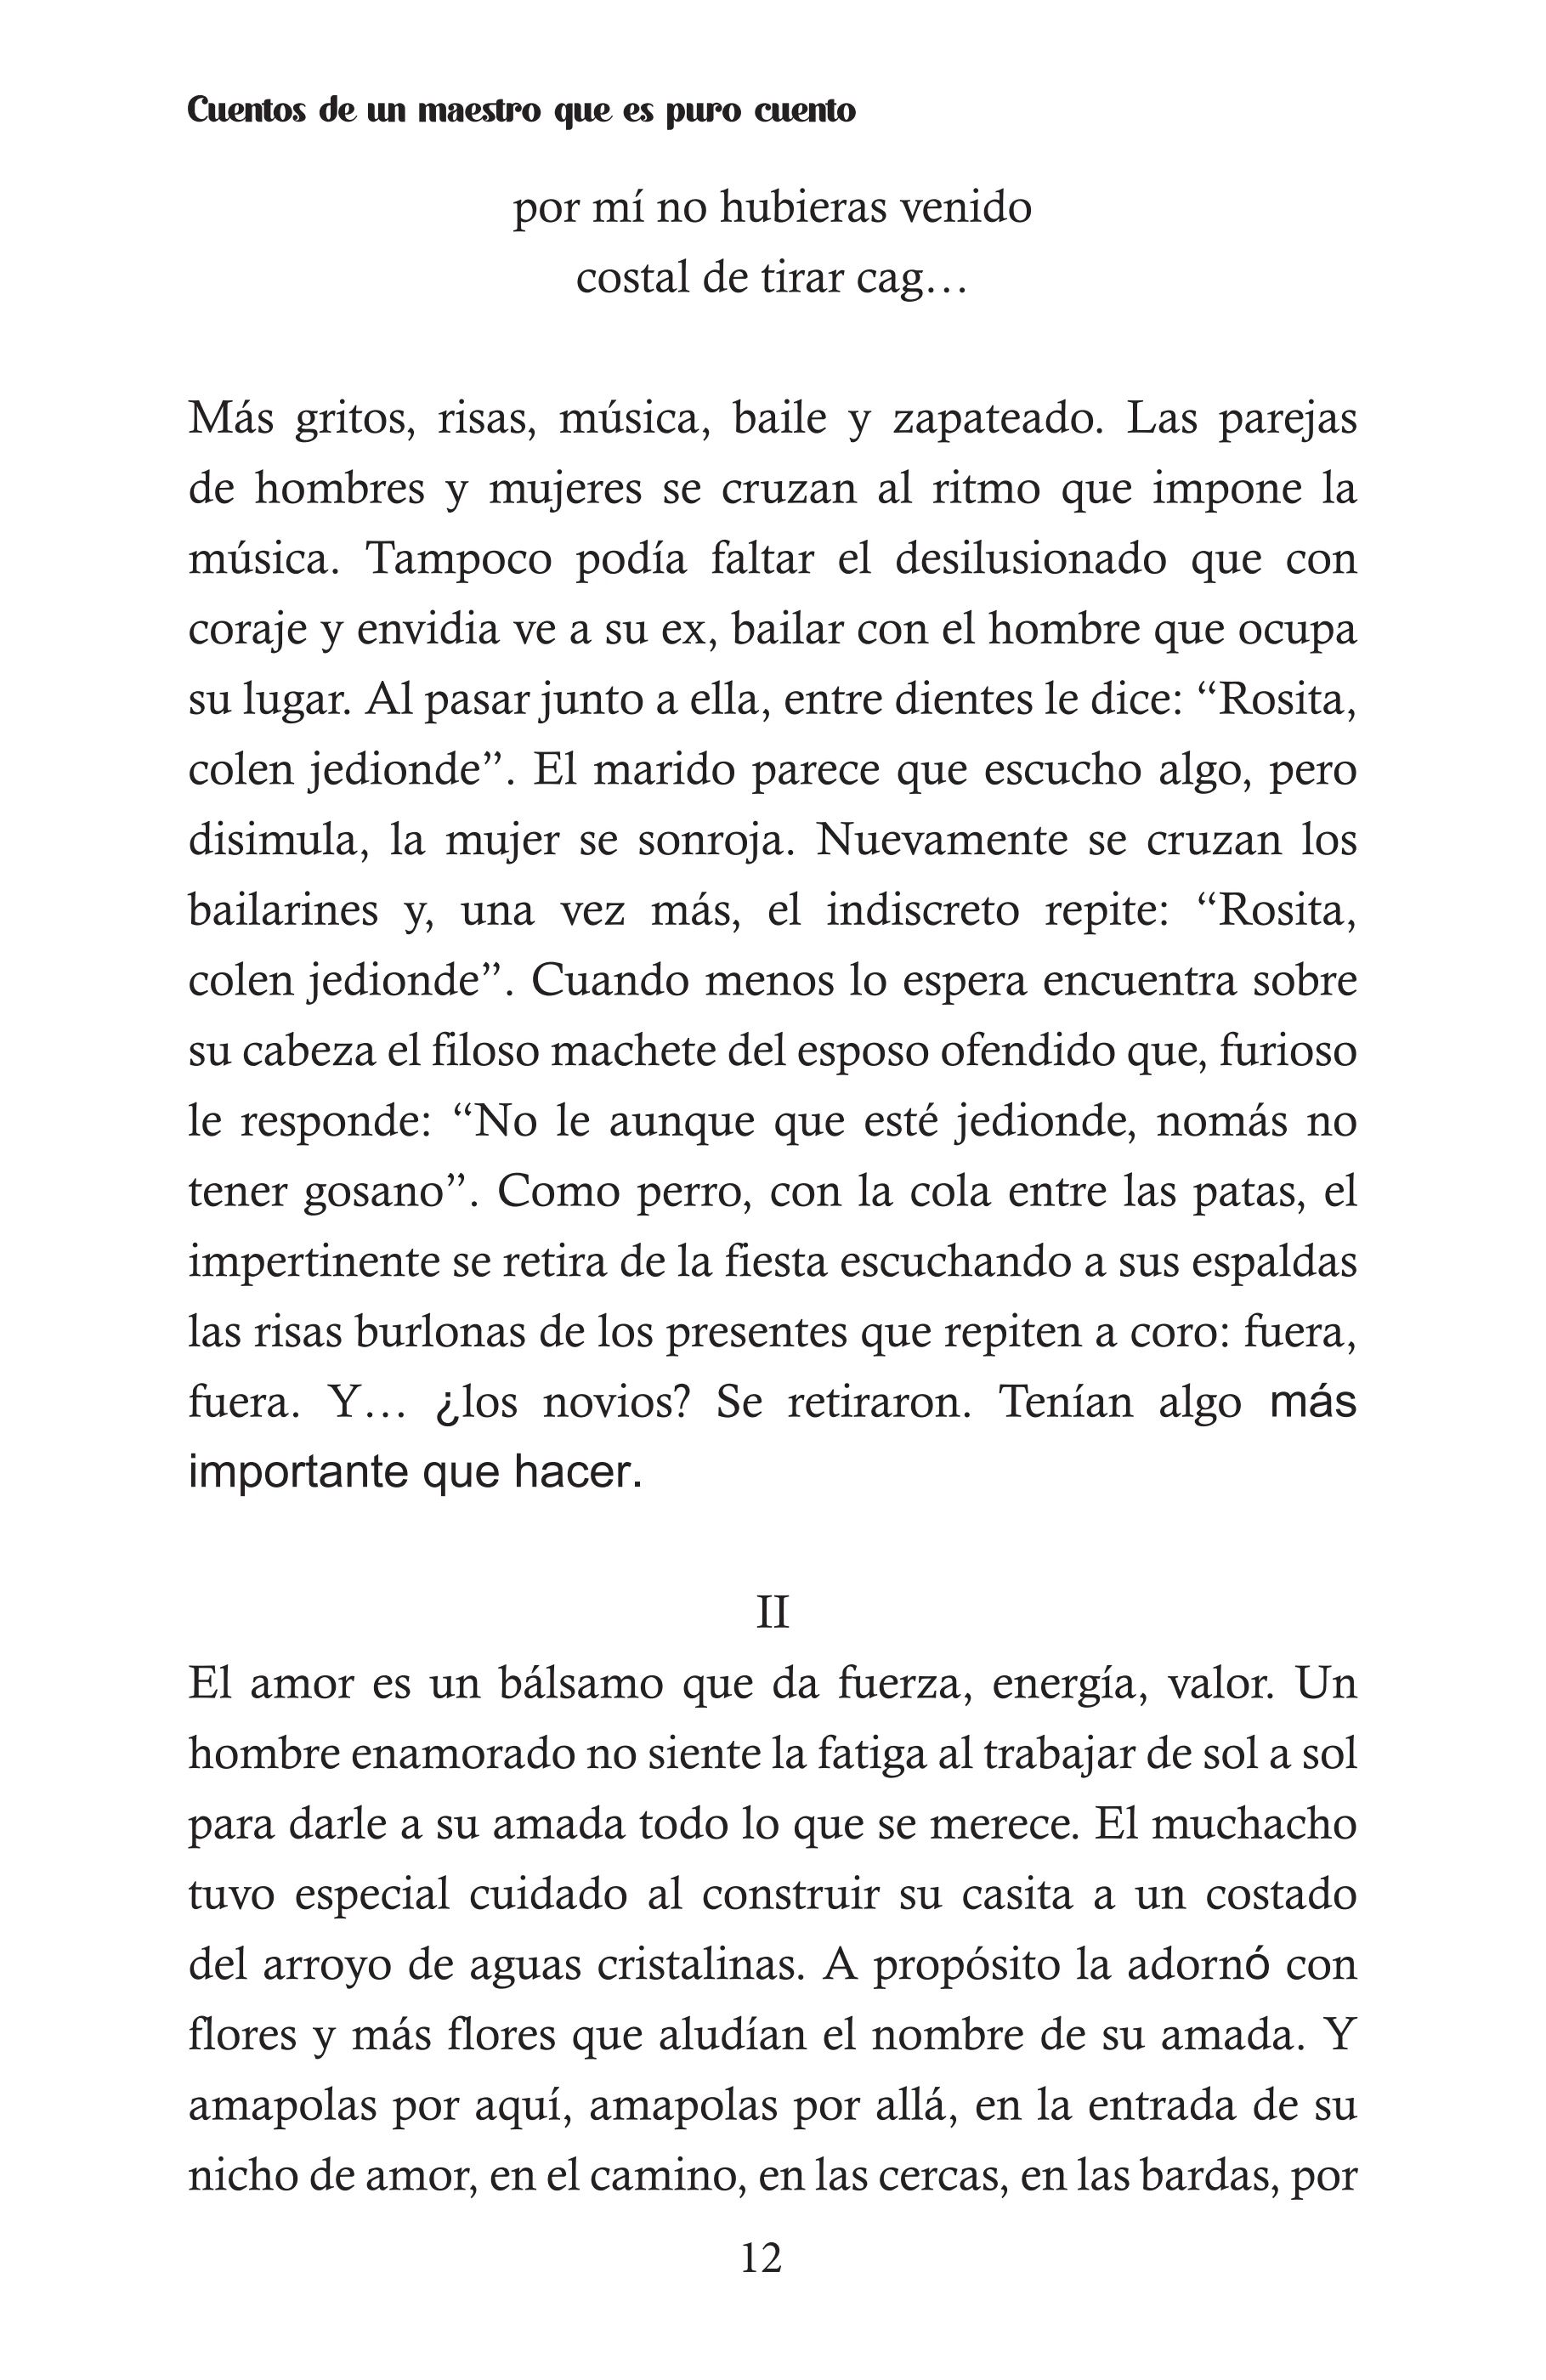 Cuentos de un maestro que es puro cuento
por mí no hubieras venido
costal de tirar cag…
Más gritos, risas, música, baile y zapateado. Las parejas
de hombres y mujeres se cruzan al ritmo que impone la
música. Tampoco podía faltar el desilusionado que con
coraje y envidia ve a su ex, bailar con el hombre que ocupa
su lugar. Al pasar junto a ella, entre dientes le dice: “Rosita,
colen jedionde”. El marido parece que escucho algo, pero
disimula, la mujer se sonroja. Nuevamente se cruzan los
bailarines y, una vez más, el indiscreto repite: “Rosita,
colen jedionde”. Cuando menos lo espera encuentra sobre
su cabeza el filoso machete del esposo ofendido que, furioso
le responde: “No le aunque que esté jedionde, nomás no
tener gosano”. Como perro, con la cola entre las patas, el
impertinente se retira de la fiesta escuchando a sus espaldas
las risas burlonas de los presentes que repiten a coro: fuera,
fuera. Y… ¿los novios? Se retiraron. Tenían algo más
importante que hacer.
II
El amor es un bálsamo que da fuerza, energía, valor. Un
hombre enamorado no siente la fatiga al trabajar de sol a sol
para darle a su amada todo lo que se merece. El muchacho
tuvo especial cuidado al construir su casita a un costado
del arroyo de aguas cristalinas. A propósito la adornó con
flores y más flores que aludían el nombre de su amada. Y
amapolas por aquí, amapolas por allá, en la entrada de su
nicho de amor, en el camino, en las cercas, en las bardas, por
12